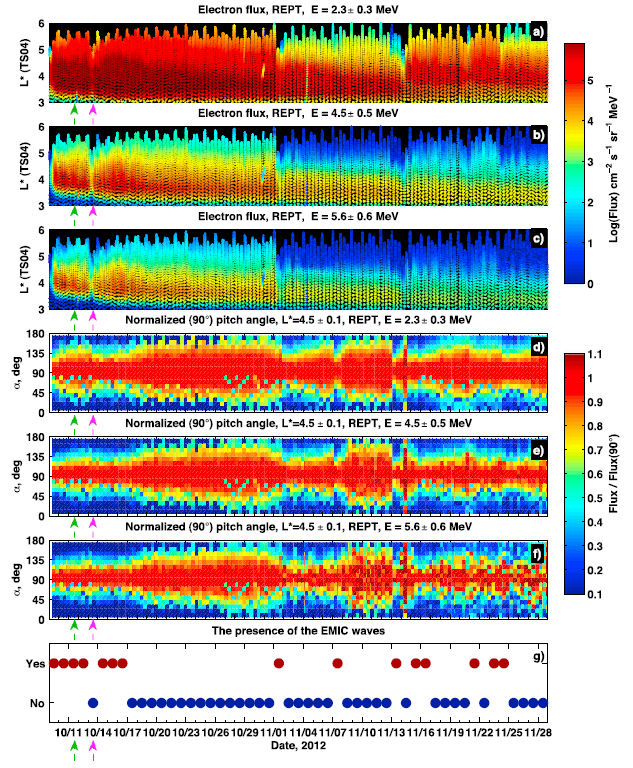 Electron flux, REPT, E = 2.3± 0.3 MeV
a)
6
5
4
3
L* (TS04)
Electron flux, REPT, E = 4.5± 0.5 MeV
b)
6
5
4
3
L* (TS04)
Electron flux, REPT, E = 5.6± 0.6 MeV
c)
6
5
4
3
L* (TS04)
5
4
3
2
1
0
Log(Flux) cm⁻² s⁻¹ sr⁻¹ MeV⁻¹
Normalized (90°) pitch angle, L*=4.5 ± 0.1, REPT, E = 2.3± 0.3 MeV
d)
180
135
90
45
0
α, deg
Normalized (90°) pitch angle, L*=4.5 ± 0.1, REPT, E = 4.5± 0.5 MeV
e)
180
135
90
45
0
α, deg
Normalized (90°) pitch angle, L*=4.5 ± 0.1, REPT, E = 5.6± 0.6 MeV
f)
180
135
90
45
0
α, deg
1.1
1
0.9
0.8
0.7
0.6
0.5
0.4
0.3
0.2
0.1
Flux / Flux(90°)
The presence of the EMIC waves
g)
Yes
No
10/11 10/14 10/17 10/20 10/23 10/26 10/29 11/01 11/04 11/07 11/10 11/13 11/16 11/19 11/22 11/25 11/28
Date, 2012